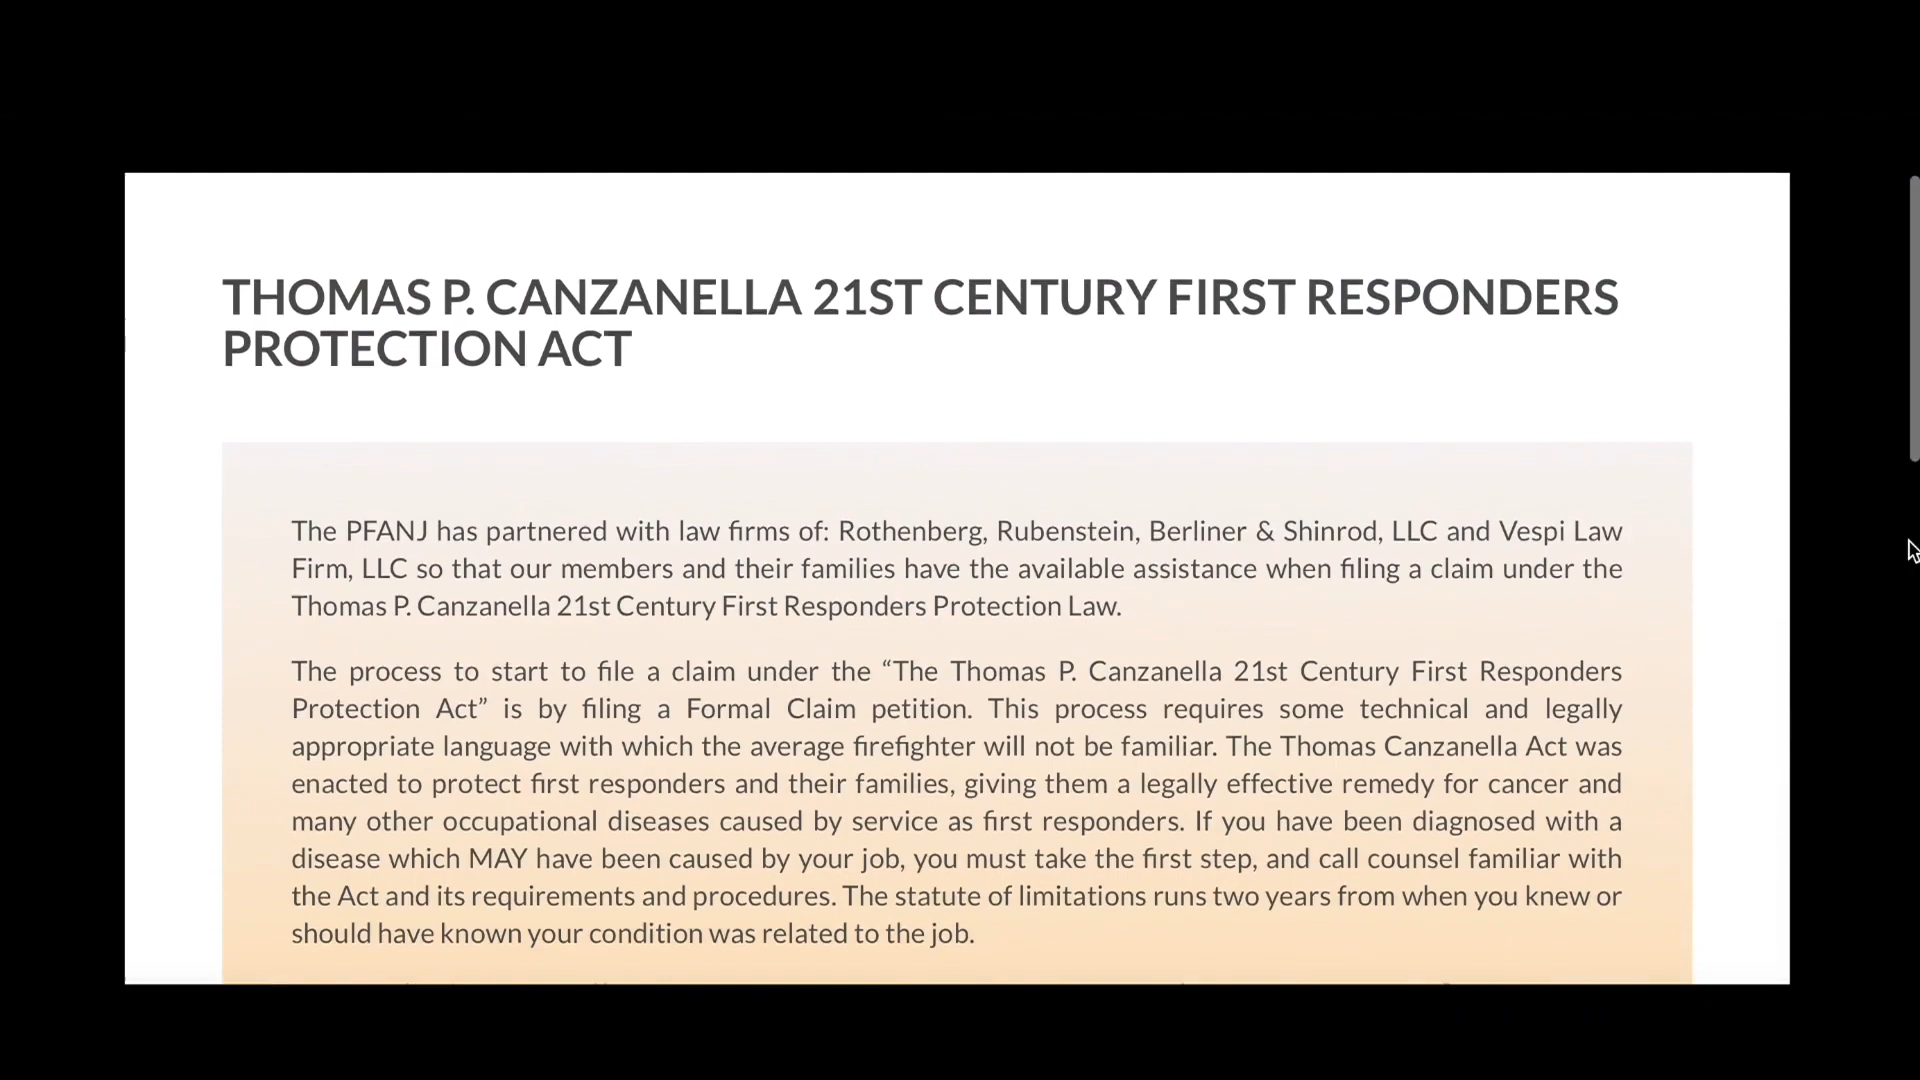 THOMAS P. CANZANELLA 21ST CENTURY FIRST RESPONDERS
PROTECTION ACT
The PFANJ has partnered with law firms of: Rothenberg, Rubenstein, Berliner & Shinrod, LLC and Vespi Law
Firm, LLC so that our members and their families have the available assistance when filing a claim under the
Thomas P. Canzanella 21st Century First Responders Protection Law.
The process to start to file a claim under the “The Thomas P. Canzanella 21st Century First Responders
Protection Act” is by filing a Formal Claim petition. This process requires some technical and legally
appropriate language with which the average firefighter will not be familiar. The Thomas Canzanella Act was
enacted to protect first responders and their families, giving them a legally effective remedy for cancer and
many other occupational diseases caused by service as first responders. If you have been diagnosed with a
disease which MAY have been caused by your job, you must take the first step, and call counsel familiar with
the Act and its requirements and procedures. The statute of limitations runs two years from when you knew or
should have known your condition was related to the job.